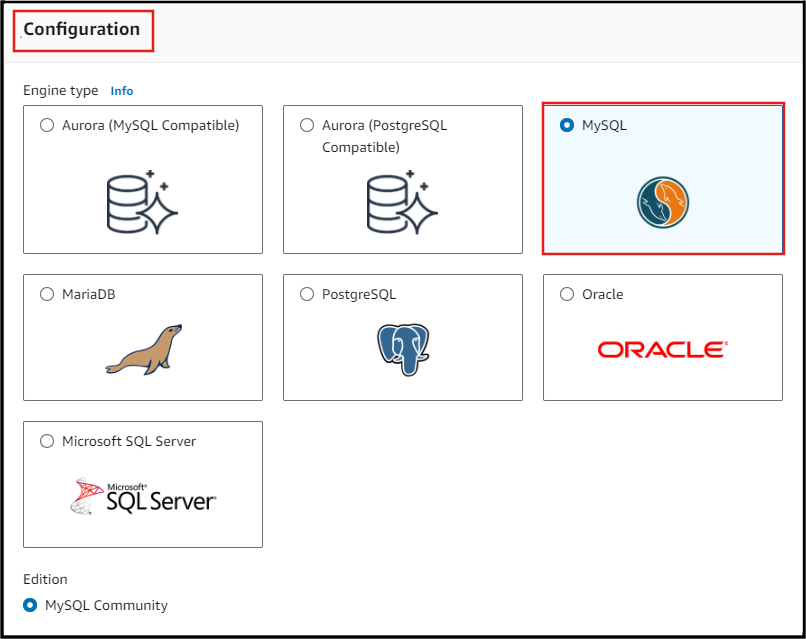 Configuration
Engine type Info
Aurora (MySQL Compatible)
Aurora (PostgreSQL
Compatible)
MySQL
MariaDB
PostgreSQL
Oracle
ORACLE
Microsoft SQL Server
Microsoft®
SQL Server
Edition
MySQL Community